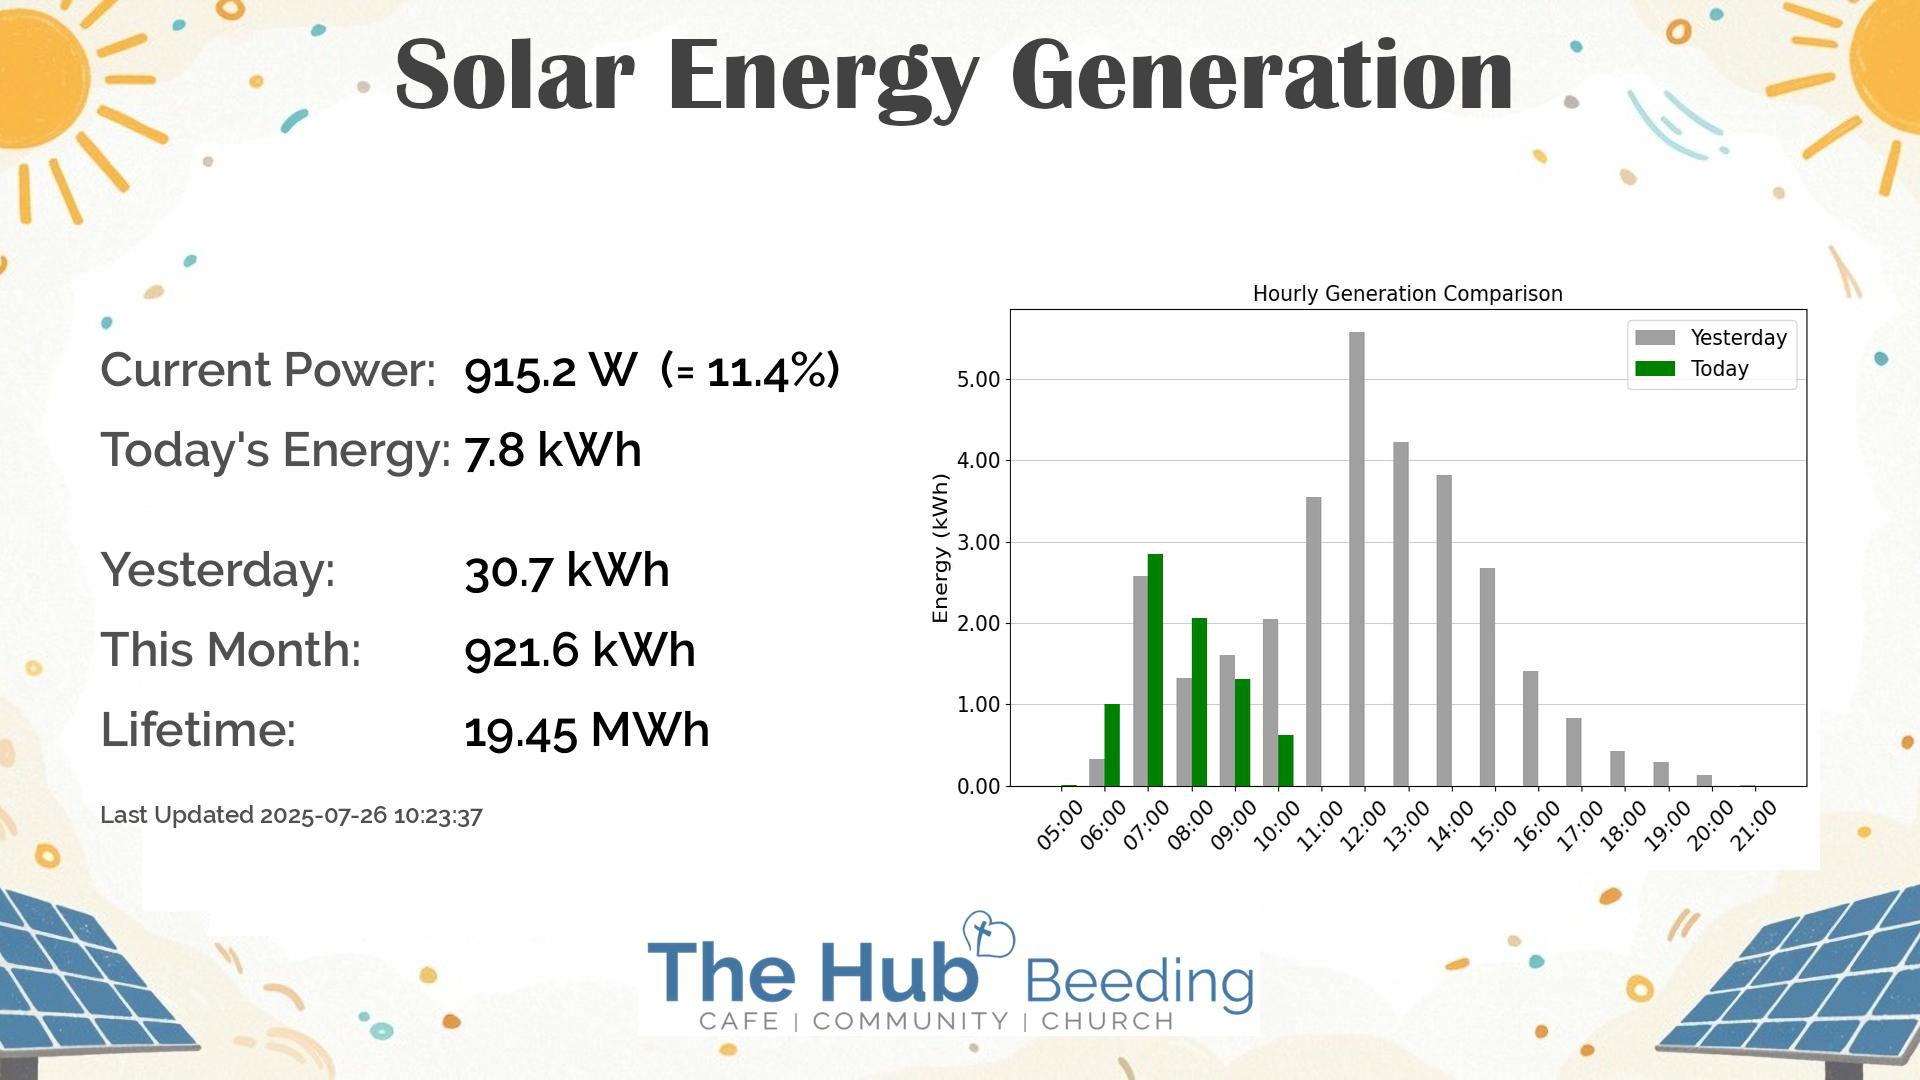 Solar Energy Generation
Current Power: 915.2 W (= 11.4%)
Today's Energy: 7.8 kWh
Yesterday: 30.7 kWh
This Month: 921.6 kWh
Lifetime: 19.45 MWh
Last Updated 2025-07-26 10:23:37
Hourly Generation Comparison
Yesterday
Today
Energy (kWh)
5.00
4.00
3.00
2.00
1.00
0.00
05:00 06:00 07:00 08:00 09:00 10:00 11:00 12:00 13:00 14:00 15:00 16:00 17:00 18:00 19:00 20:00 21:00
The Hub Beeding
CAFE | COMMUNITY | CHURCH